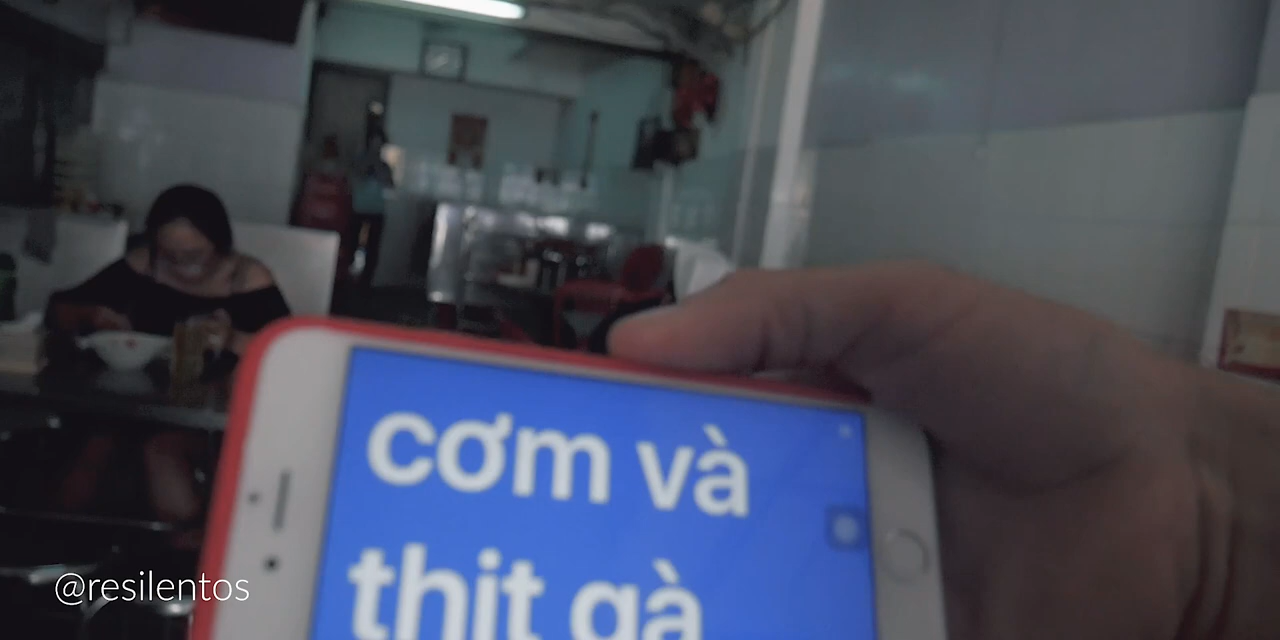 cơm và
thịt gà
@resilentos